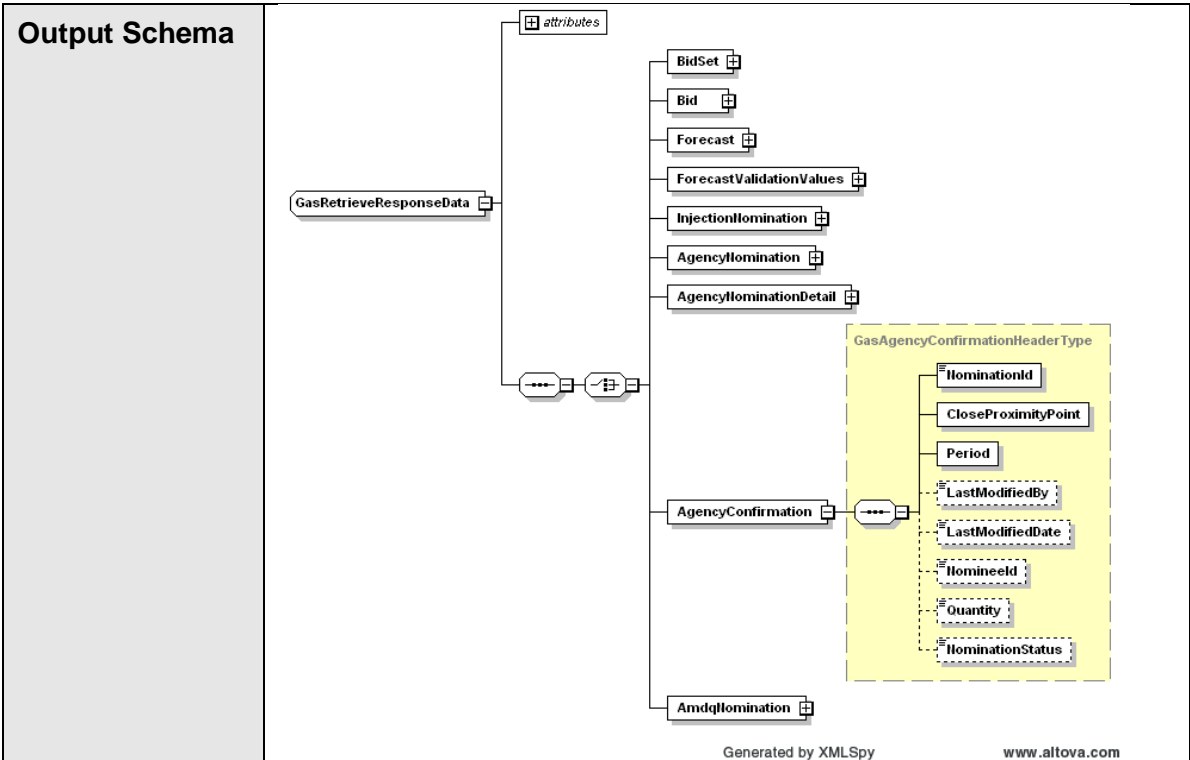 Output Schema
attributes
BidSet
Bid
Forecast
ForecastValidationValues
GasRetrieveResponseData
InjectionNomination
AgencyNomination
AgencyNominationDetail
GasAgencyConfirmationHeaderType
NominationId
CloseProximityPoint
Period
LastModifiedBy
AgencyConfirmation
LastModifiedDate
NomineeId
Quantity
NominationStatus
AmdqNomination
Generated by XMLSpy www.altova.com